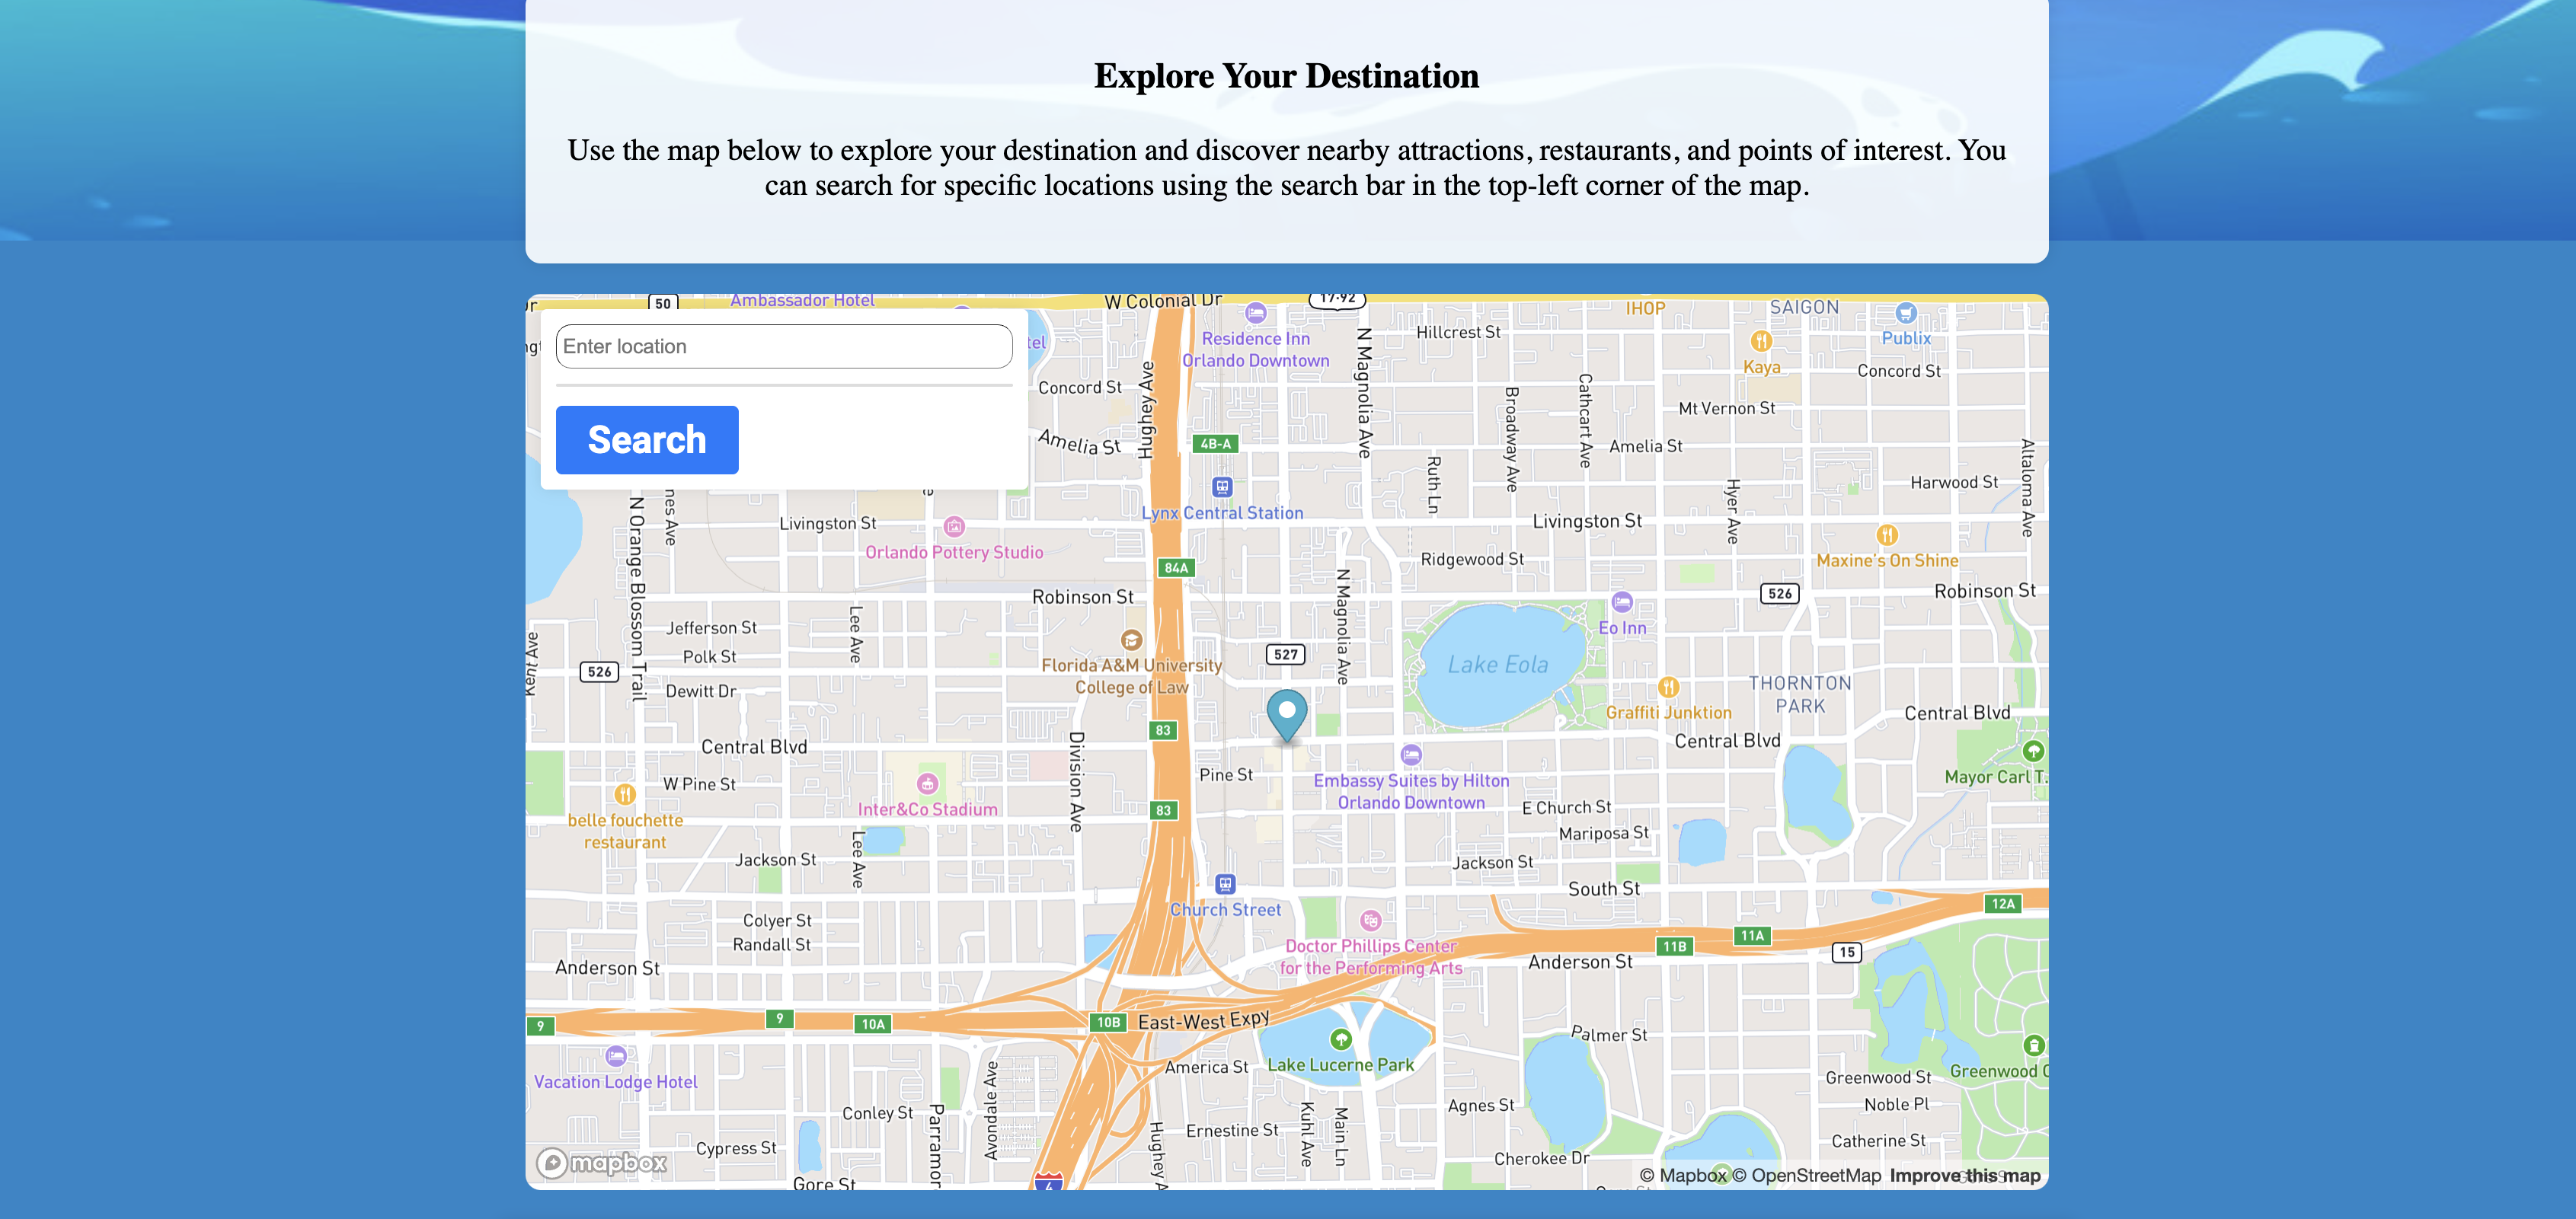 Explore Your Destination
Use the map below to explore your destination and discover nearby attractions, restaurants, and points of interest. You
can search for specific locations using the search bar in the top-left corner of the map.
50
Ambassador Hotel
W Colonial Dr
17-92
IHOP
SAIGON
Enter location
Search
Residence Inn
Orlando Downtown
N Magnolia Ave
Hillcrest St
Kaya
Publix
Concord St
Hughey Ave
Concord St
Broadway Ave
Cathcart Ave
Mt Vernon St
Amelia St
4B-A
Amelia St
Ruth Ln
Hyer Ave
Harwood St
Altaloma Ave
N Orange Blossom Trail
Livingston St
Lynx Central Station
Livingston St
Orlando Pottery Studio
84A
Ridgewood St
Maxine's On Shine
Robinson St
N Magnolia Ave
526
Robinson St
Jefferson St
Lee Ave
Eo Inn
Kent Ave
Polk St
Florida A&M University
College of Law
527
Lake Eola
526
Dewitt Dr
THORNTON
PARK
Graffiti Junktion
Central Blvd
83
Central Blvd
Central Blvd
Division Ave
Pine St
Embassy Suites by Hilton
Orlando Downtown
Mayor Carl T.
W Pine St
Inter&Co Stadium
83
E Church St
belle fouchette
restaurant
Mariposa St
Jackson St
Lee Ave
Jackson St
South St
Church Street
12A
Colyer St
Randall St
Doctor Phillips Center
for the Performing Arts
11B
11A
15
Anderson St
Anderson St
9
9
10A
10B
East-West Expy
Palmer St
Vacation Lodge Hotel
America St
Lake Lucerne Park
Greenwood St
Greenwood C
Avondale Ave
Conley St
Parramor
Agnes St
Noble Pl
Kuhl Ave
Main Ln
Hughey A
Ernestine St
Catherine St
Cypress St
Cherokee Dr
mapbox
Gore St
4
© Mapbox © OpenStreetMap Improve this map